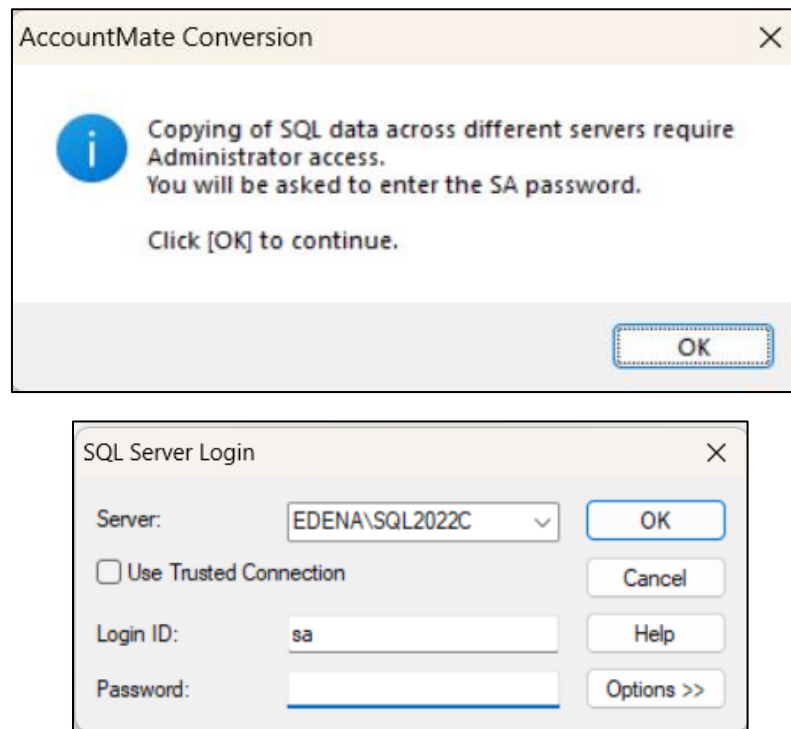 AccountMate Conversion
Copying of SQL data across different servers require
Administrator access.
You will be asked to enter the SA password.
Click [OK] to continue.
OK
SQL Server Login
Server: EDENA\SQL2022C OK
Use Trusted Connection Cancel
Login ID: sa Help
Password: Options >>